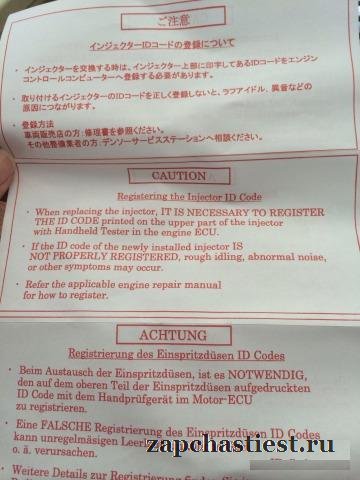 ご注意
インジェクターIDコードの登録について
・ インジェクターを交換する時は、インジェクター上部に印字してあるIDコードをエンジン
コントロールコンピューターへ登録する必要があります。
・ 取り付けるインジェクターのIDコードを正しく登録しないと、ラフアイドル、異音などの
原因につながります。
・ 登録方法
車両販売店の方：修理書を参照ください。
その他整備業者の方：デンソーサービスステーションへ相談ください。
CAUTION
Registering the Injector ID Code
・ When replacing the injector, IT IS NECESSARY TO REGISTER
THE ID CODE printed on the upper part of the injector
with Handheld Tester in the engine ECU.
・ If the ID code of the newly installed injector IS
NOT PROPERLY REGISTERED, rough idling, abnormal noise,
or other symptoms may occur.
・ Refer the applicable engine repair manual
for how to register.
ACHTUNG
Registrierung des Einspritzdüsen ID Codes
・ Beim Austausch der Einspritzdüsen, ist es NOTWENDIG,
den auf dem oberen Teil der Einspritzdüsen aufgedruckten
ID Code mit dem Handprüfgerät im Motor-ECU
zu registrieren.
・ Eine FALSCHE Registrierung des Einspritzdüsen ID Codes
kann unregelmäsigen
o. ä. verursachen.
・ Weitere Details zur Registrierung
zapchastiest.ru